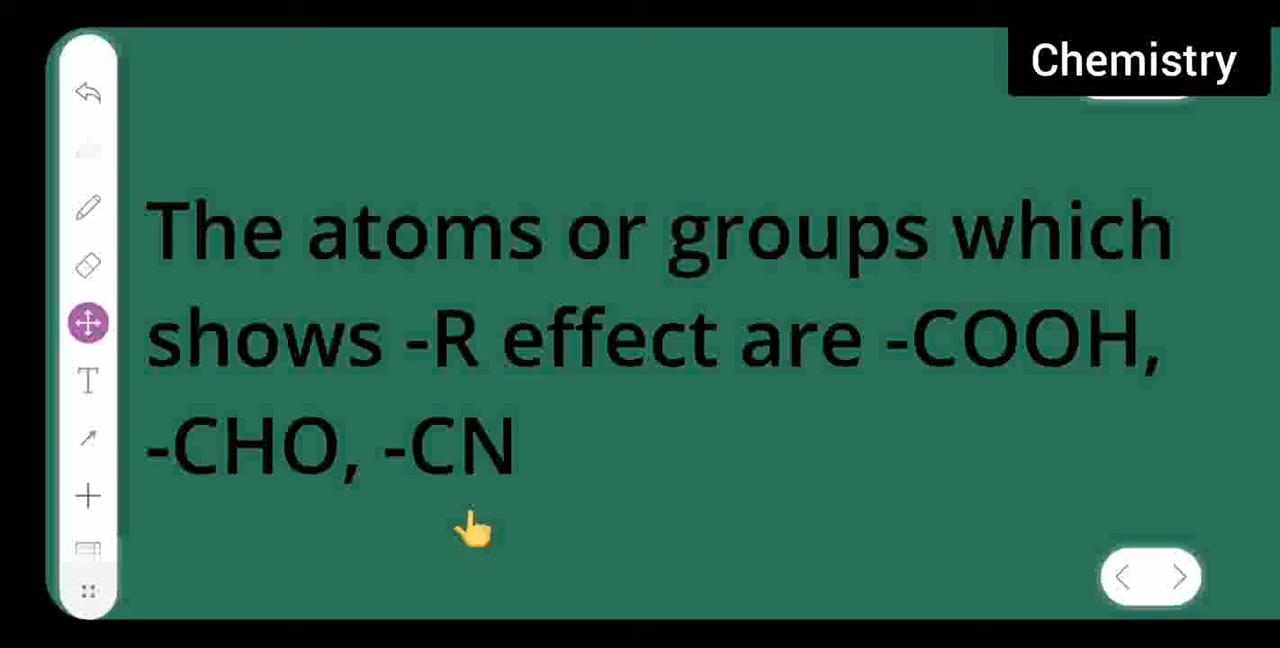 Chemistry
The atoms or groups which
shows -R effect are -COOH,
-CHO, -CN
T